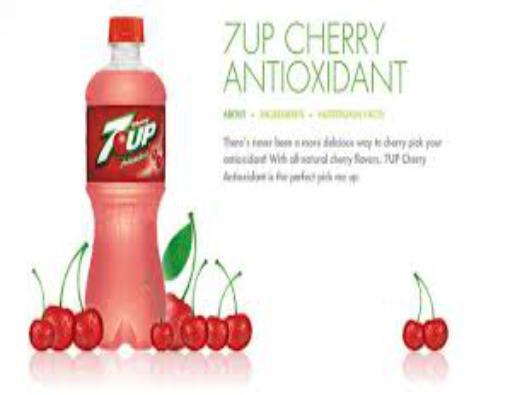 7UP CHERRY
ANTIOXIDANT
ABOUT • INGREDIENTS • NUTRITION FACTS
There's never been a more delicious way to cherry pick your
antioxidant! With all natural cherry flavors, 7UP Cherry
Antioxidant is the perfect pick me up.
7UP